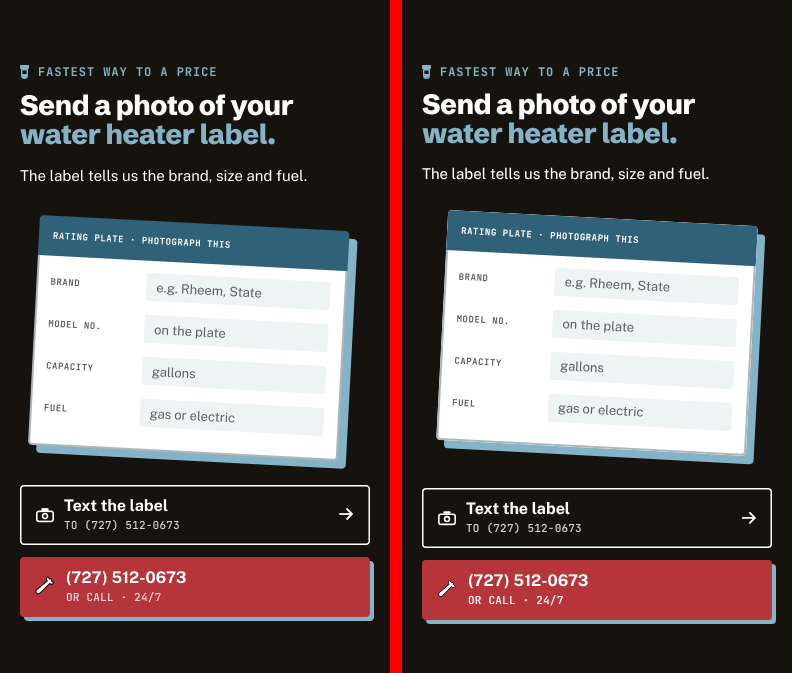 FASTEST WAY TO A PRICE
Send a photo of your
water heater label.
The label tells us the brand, size and fuel.
RATING PLATE · PHOTOGRAPH THIS
BRAND e.g. Rheem, State
MODEL NO. on the plate
CAPACITY gallons
FUEL gas or electric
Text the label
TO (727) 512-0673
(727) 512-0673
OR CALL · 24/7
FASTEST WAY TO A PRICE
Send a photo of your
water heater label.
The label tells us the brand, size and fuel.
RATING PLATE · PHOTOGRAPH THIS
BRAND e.g. Rheem, State
MODEL NO. on the plate
CAPACITY gallons
FUEL gas or electric
Text the label
TO (727) 512-0673
(727) 512-0673
OR CALL · 24/7